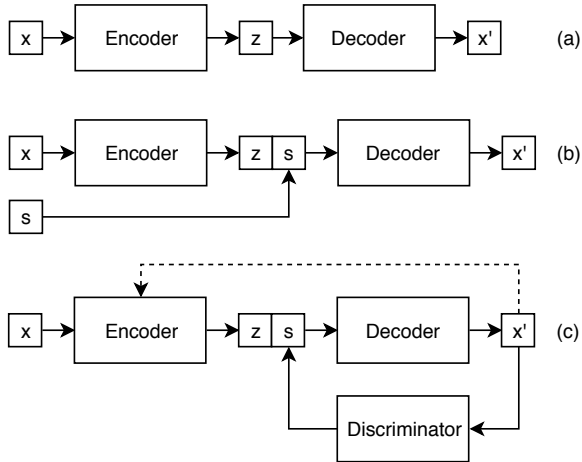 x Encoder z Decoder x' (a)
x Encoder z s Decoder x' (b)
s
x Encoder z s Decoder x' (c)
Discriminator